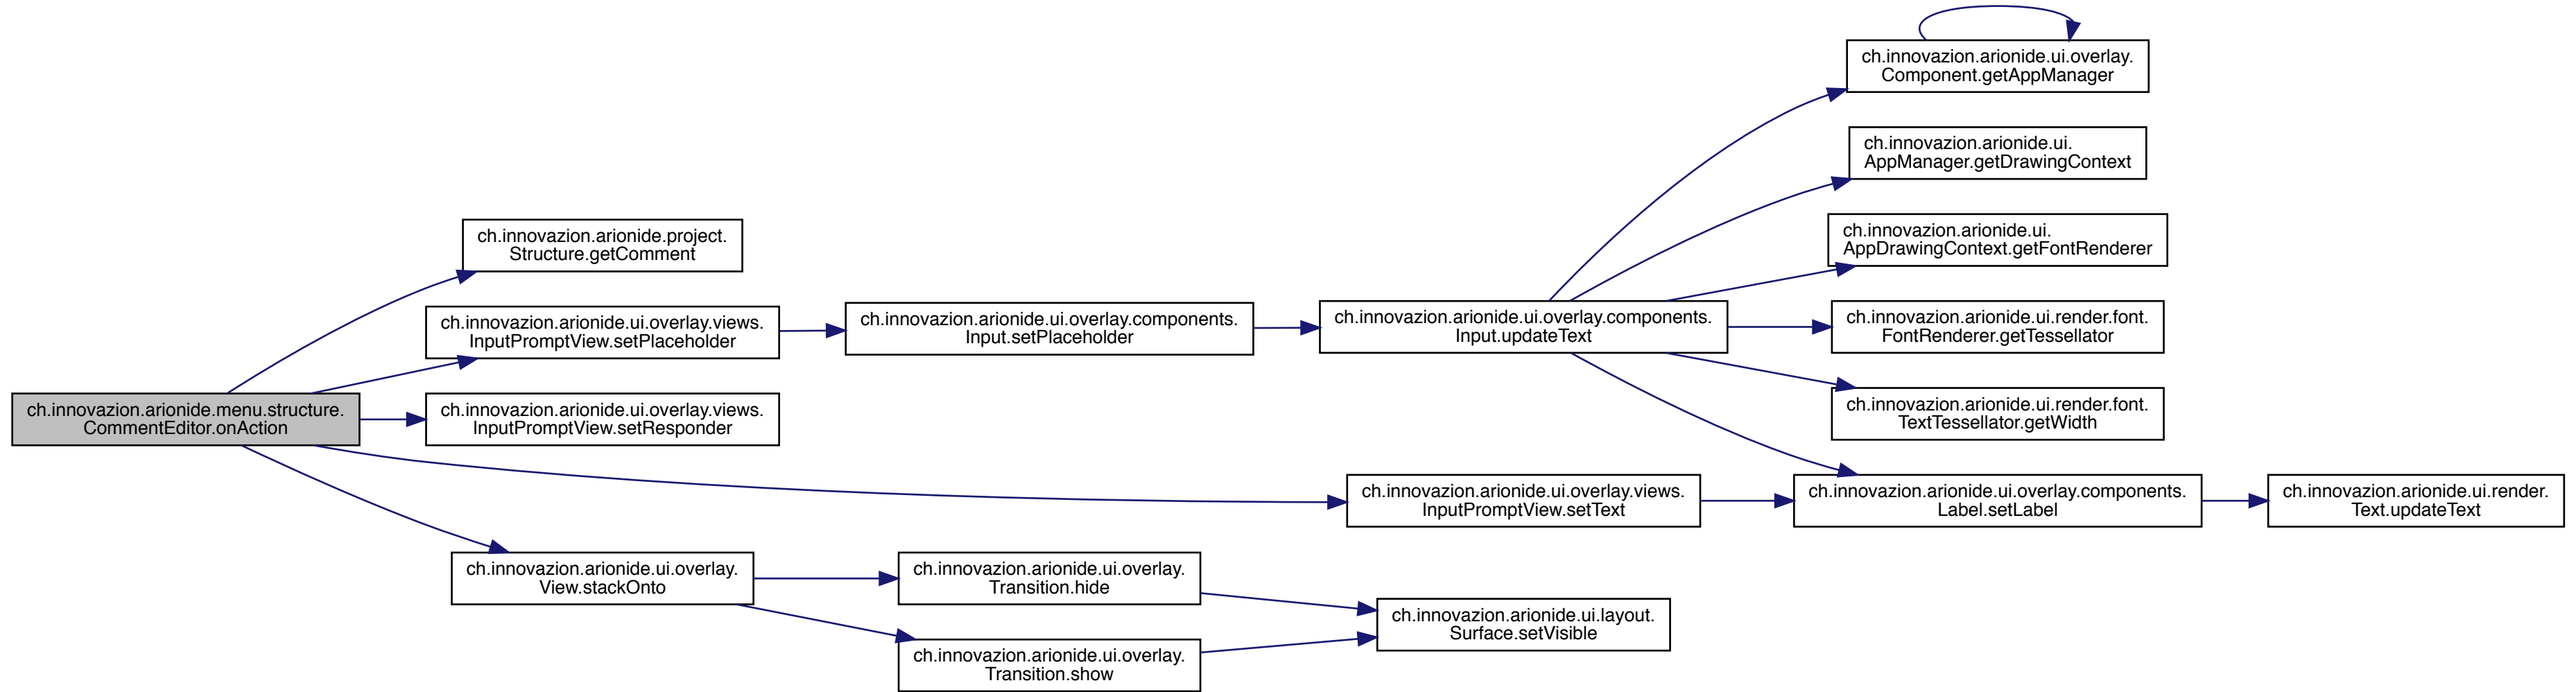 ch.innovazion.arionide.menu.structure.
CommentEditor.onAction
ch.innovazion.arionide.project.
Structure.getComment
ch.innovazion.arionide.ui.overlay.views.
InputPromptView.setPlaceholder
ch.innovazion.arionide.ui.overlay.views.
InputPromptView.setResponder
ch.innovazion.arionide.ui.overlay.
View.stackOnto
ch.innovazion.arionide.ui.overlay.components.
Input.setPlaceholder
ch.innovazion.arionide.ui.overlay.
Transition.hide
ch.innovazion.arionide.ui.overlay.
Transition.show
ch.innovazion.arionide.ui.overlay.components.
Input.updateText
ch.innovazion.arionide.ui.overlay.views.
InputPromptView.setText
ch.innovazion.arionide.ui.layout.
Surface.setVisible
ch.innovazion.arionide.ui.overlay.
Component.getAppManager
ch.innovazion.arionide.ui.
AppManager.getDrawingContext
ch.innovazion.arionide.ui.
AppDrawingContext.getFontRenderer
ch.innovazion.arionide.ui.render.font.
FontRenderer.getTessellator
ch.innovazion.arionide.ui.render.font.
TextTessellator.getWidth
ch.innovazion.arionide.ui.overlay.components.
Label.setLabel
ch.innovazion.arionide.ui.render.
Text.updateText